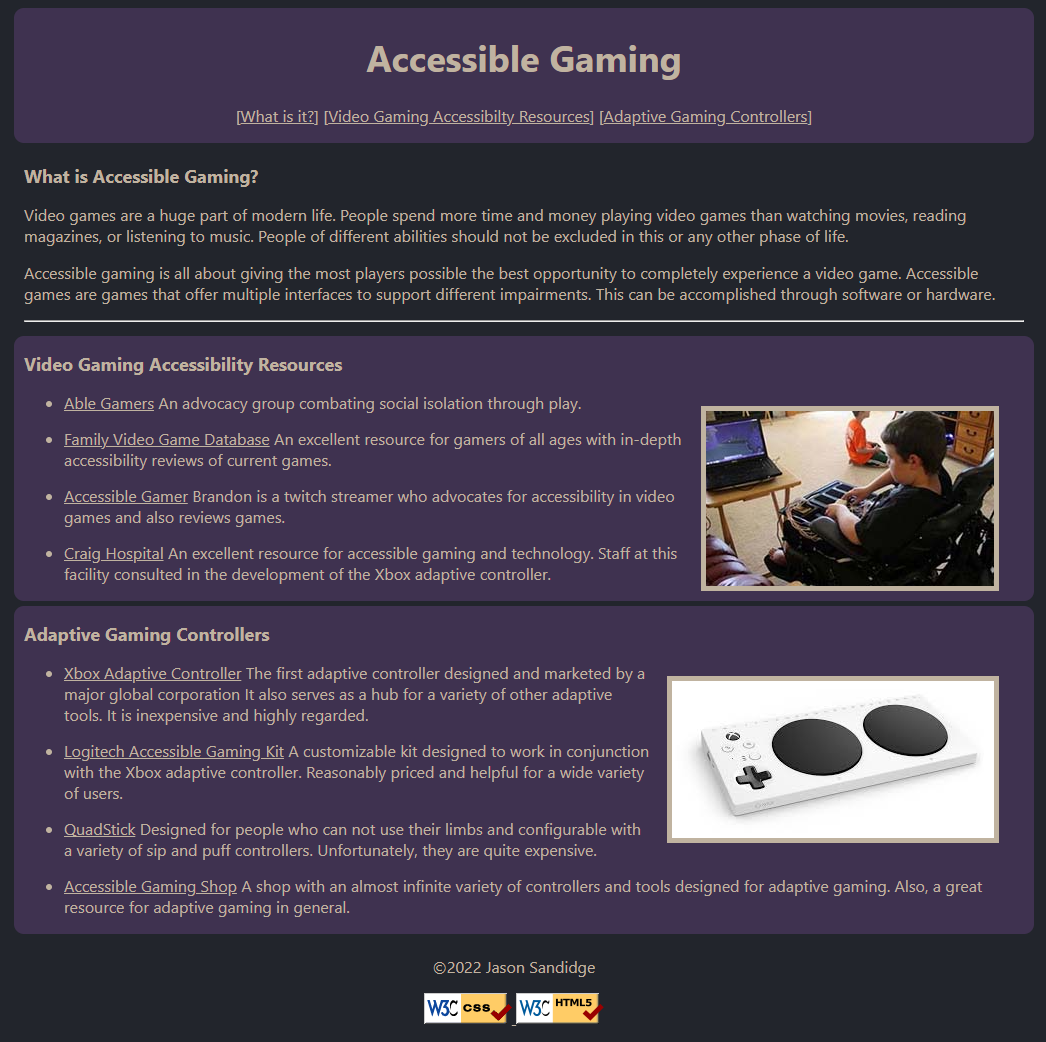 Accessible Gaming
[What is it?] [Video Gaming Accessibilty Resources] [Adaptive Gaming Controllers]
What is Accessible Gaming?
Video games are a huge part of modern life. People spend more time and money playing video games than watching movies, reading
magazines, or listening to music. People of different abilities should not be excluded in this or any other phase of life.
Accessible gaming is all about giving the most players possible the best opportunity to completely experience a video game. Accessible
games are games that offer multiple interfaces to support different impairments. This can be accomplished through software or hardware.
Video Gaming Accessibility Resources
• Able Gamers An advocacy group combating social isolation through play.
• Family Video Game Database An excellent resource for gamers of all ages with in-depth
accessibility reviews of current games.
• Accessible Gamer Brandon is a twitch streamer who advocates for accessibility in video
games and also reviews games.
• Craig Hospital An excellent resource for accessible gaming and technology. Staff at this
facility consulted in the development of the Xbox adaptive controller.
Adaptive Gaming Controllers
• Xbox Adaptive Controller The first adaptive controller designed and marketed by a
major global corporation It also serves as a hub for a variety of other adaptive
tools. It is inexpensive and highly regarded.
• Logitech Accessible Gaming Kit A customizable kit designed to work in conjunction
with the Xbox adaptive controller. Reasonably priced and helpful for a wide variety
of users.
• QuadStick Designed for people who can not use their limbs and configurable with
a variety of sip and puff controllers. Unfortunately, they are quite expensive.
• Accessible Gaming Shop A shop with an almost infinite variety of controllers and tools designed for adaptive gaming. Also, a great
resource for adaptive gaming in general.
©2022 Jason Sandidge
W3C css W3C HTML5